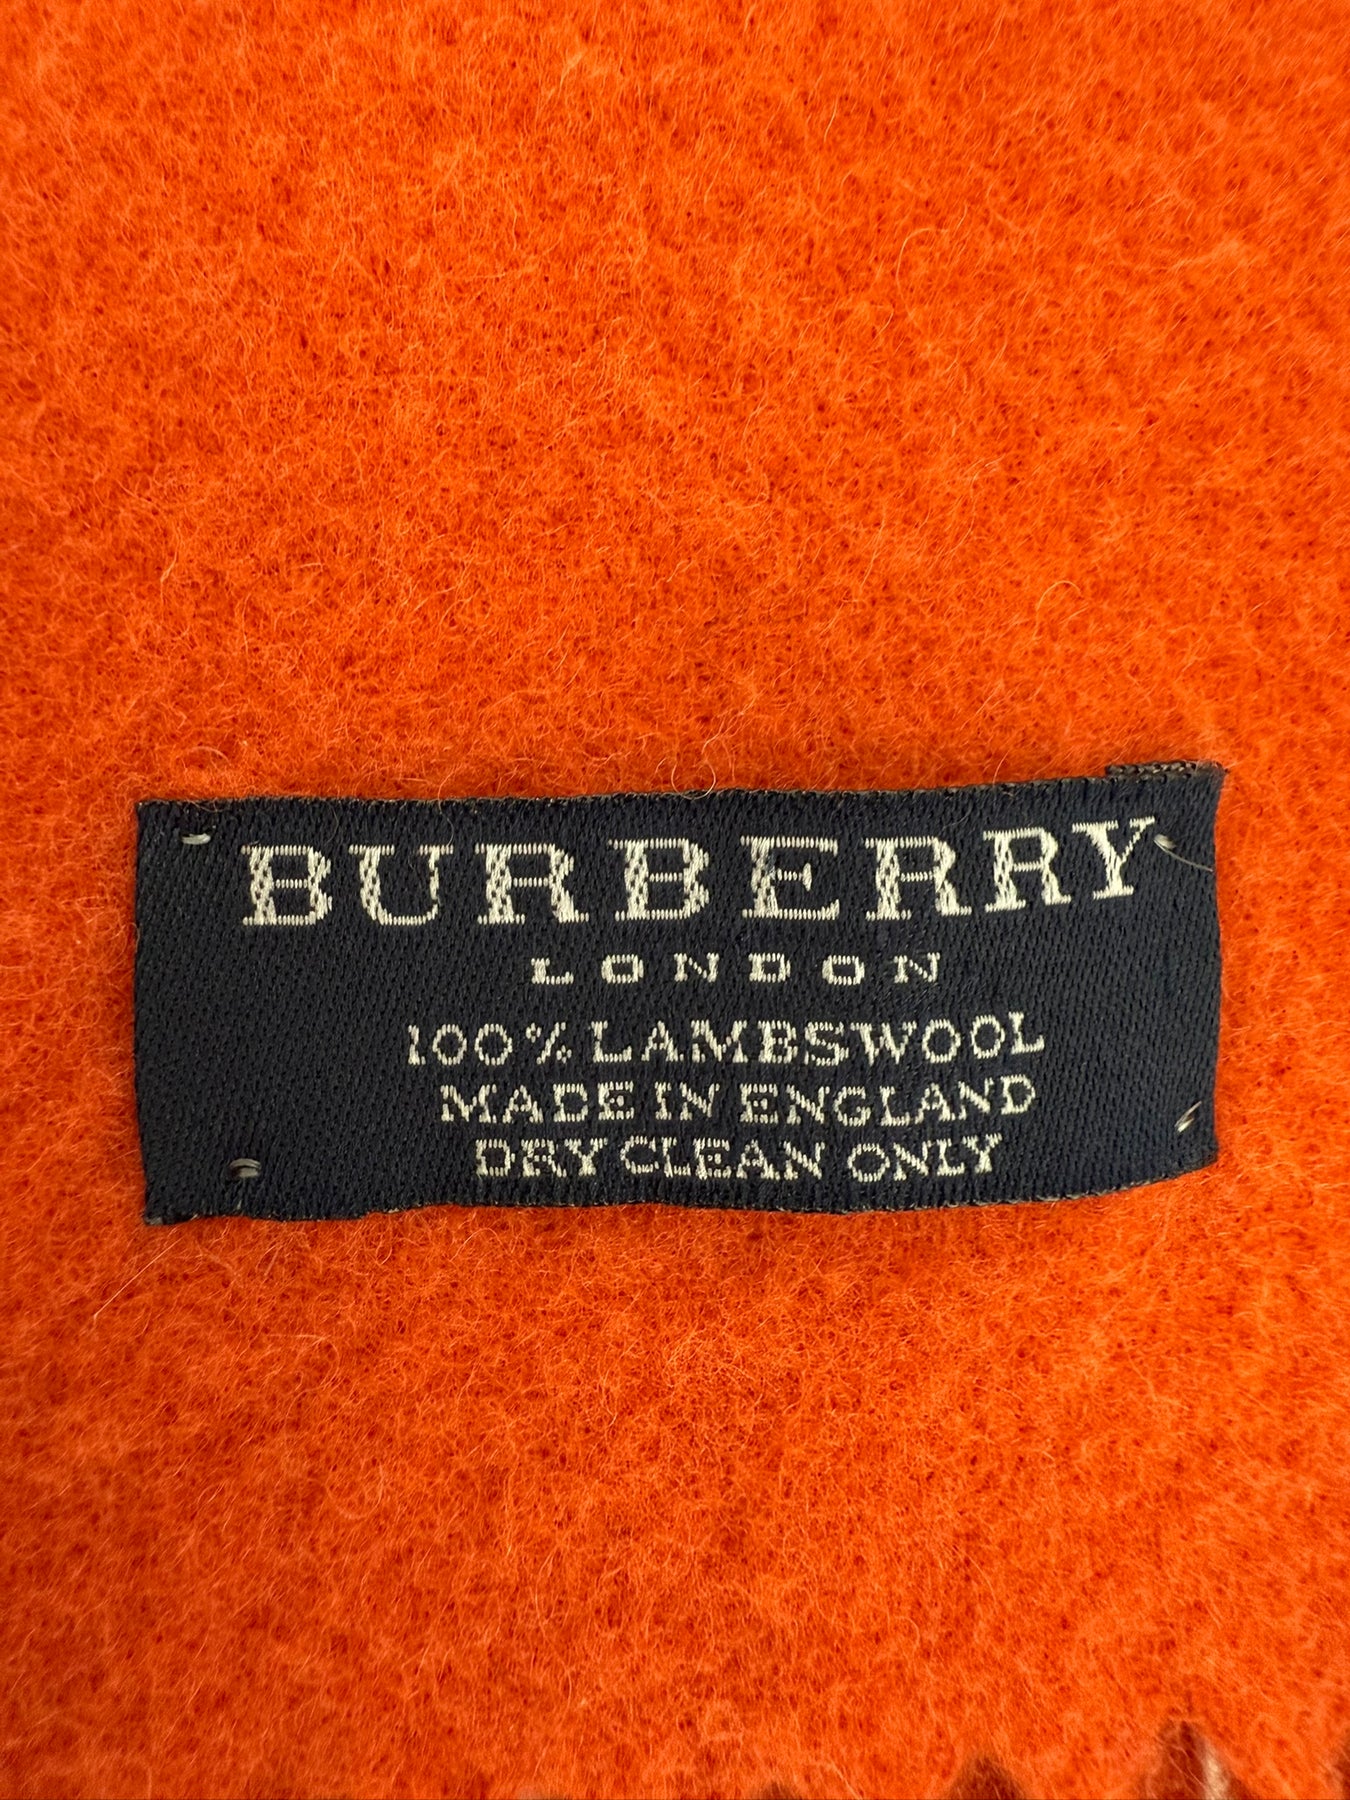 BURBERRY
LONDON
100% LAMBSWOOL
MADE IN ENGLAND
DRY CLEAN ONLY